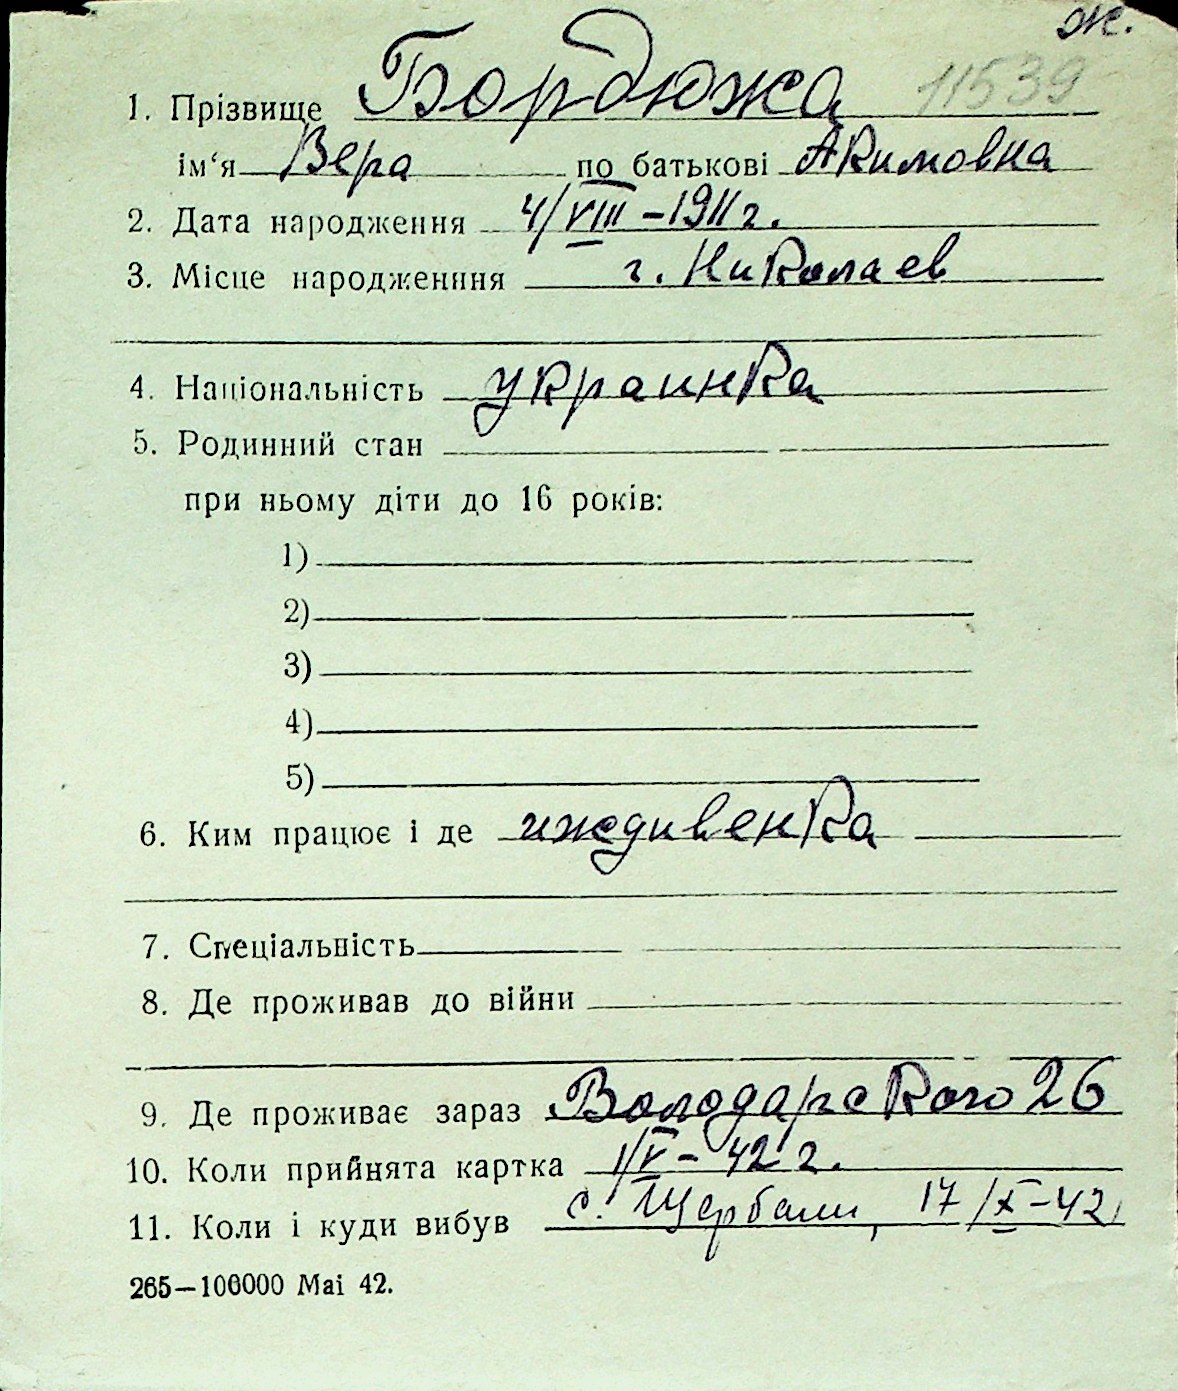 ж.
1. Прізвище Бордюжа 11539
ім‘я Вера по батькові Акимовна
2. Дата народження 4/VIII – 1911 г.
3. Місце народженння г. Николаев
4. Національність украинка
5. Родинний стан
при ньому діти до 16 років:
1)
2)
3)
4)
5)
6. Ким працює і де иждивенка
7. Спеціальність
8. Де проживав до війни
9. Де проживає зараз Володарского 26
10. Коли прийнята картка 1/V – 42 г.
11. Коли і куди вибув с. Щербани, 17/X – 42
265—100000 Mai 42.